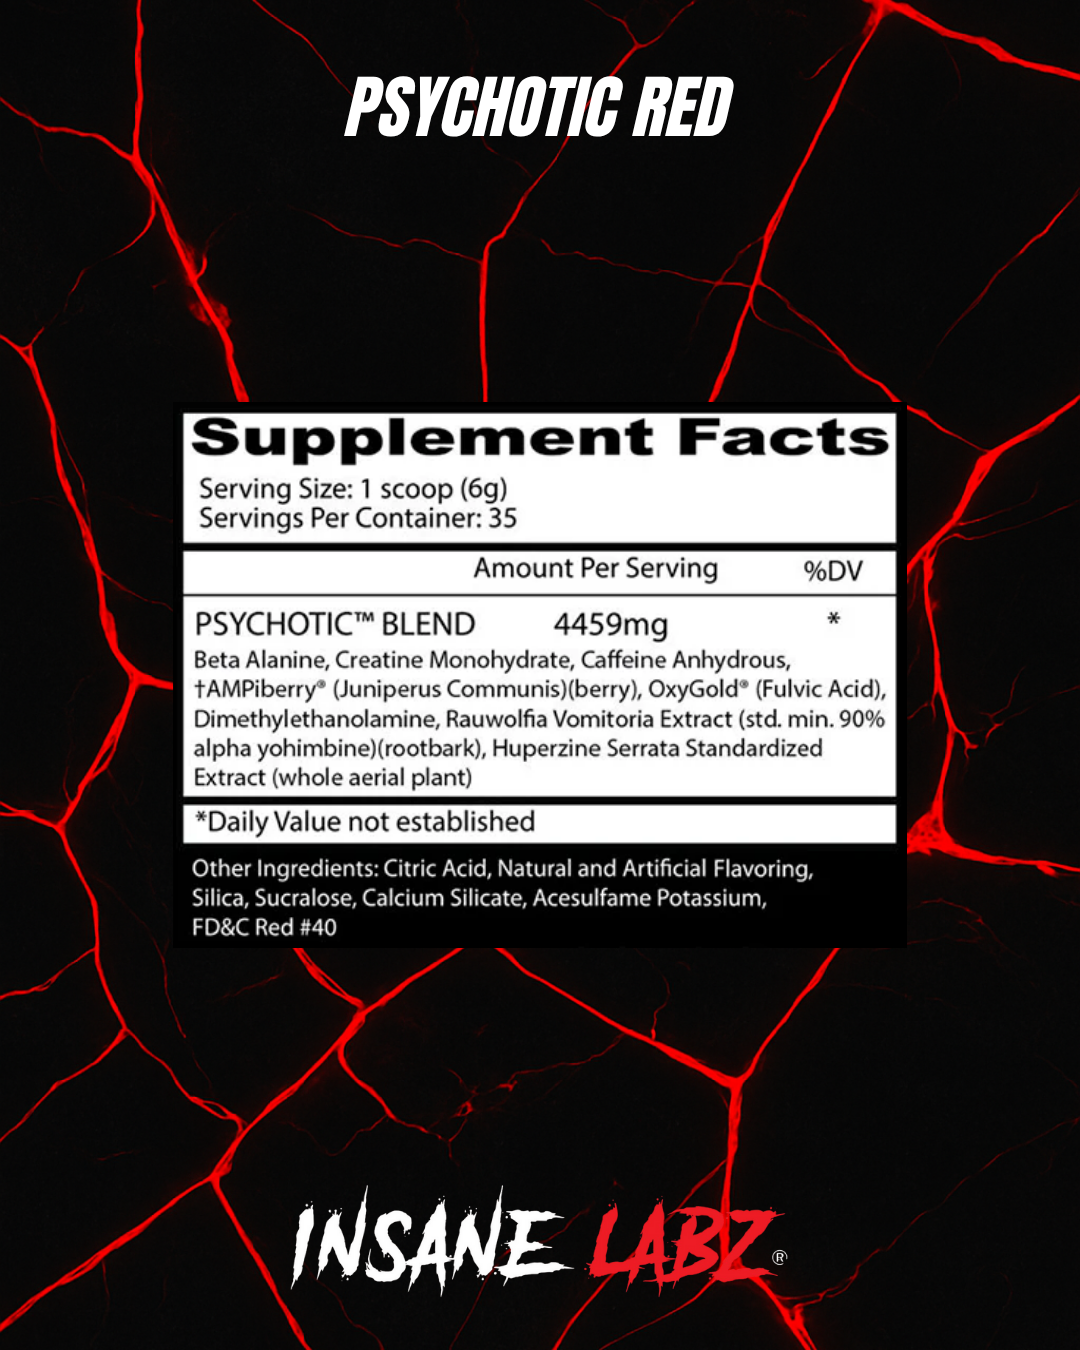 PSYCHOTIC RED
Supplement Facts
Serving Size: 1 scoop (6g)
Servings Per Container: 35
Amount Per Serving %DV
PSYCHOTIC™ BLEND 4459mg *
Beta Alanine, Creatine Monohydrate, Caffeine Anhydrous,
†AMPiberry® (Juniperus Communis)(berry), OxyGold® (Fulvic Acid),
Dimethylethanolamine, Rauwolfia Vomitoria Extract (std. min. 90%
alpha yohimbine)(rootbark), Huperzine Serrata Standardized
Extract (whole aerial plant)
*Daily Value not established
Other Ingredients: Citric Acid, Natural and Artificial Flavoring,
Silica, Sucralose, Calcium Silicate, Acesulfame Potassium,
FD&C Red #40
INSANE LABZ®